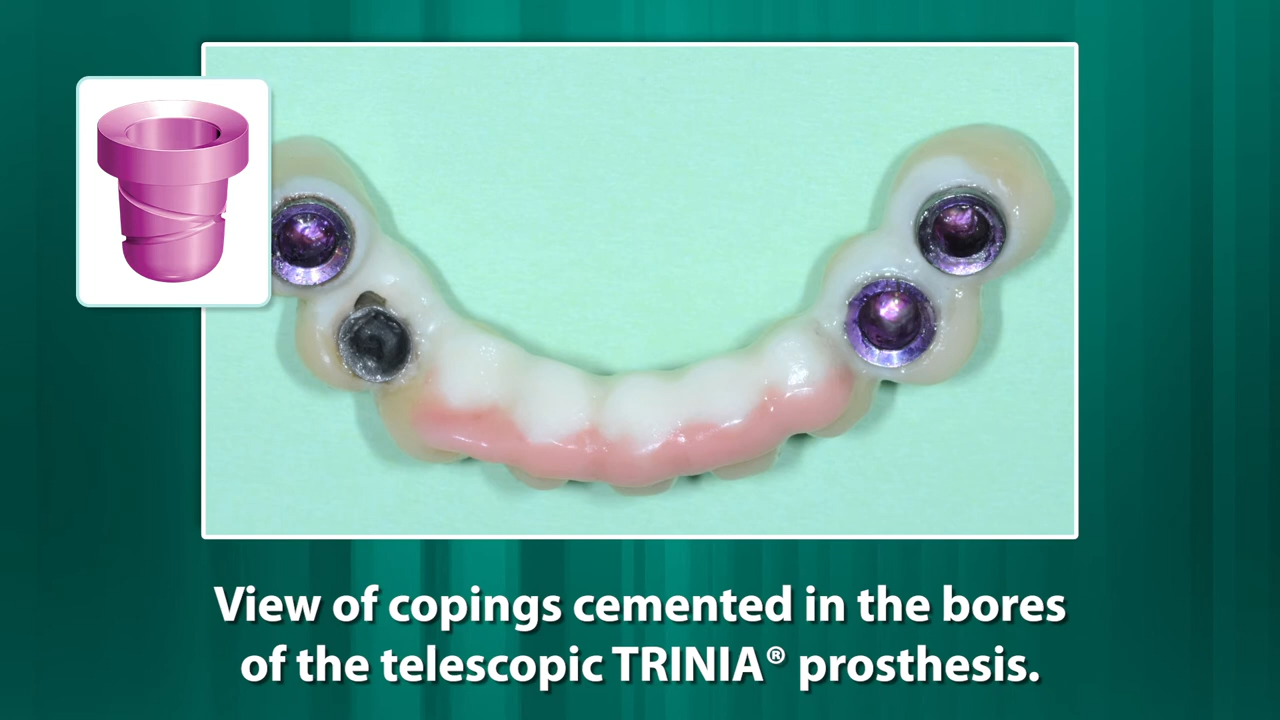 View of copings cemented in the bores
of the telescopic TRINIA® prosthesis.